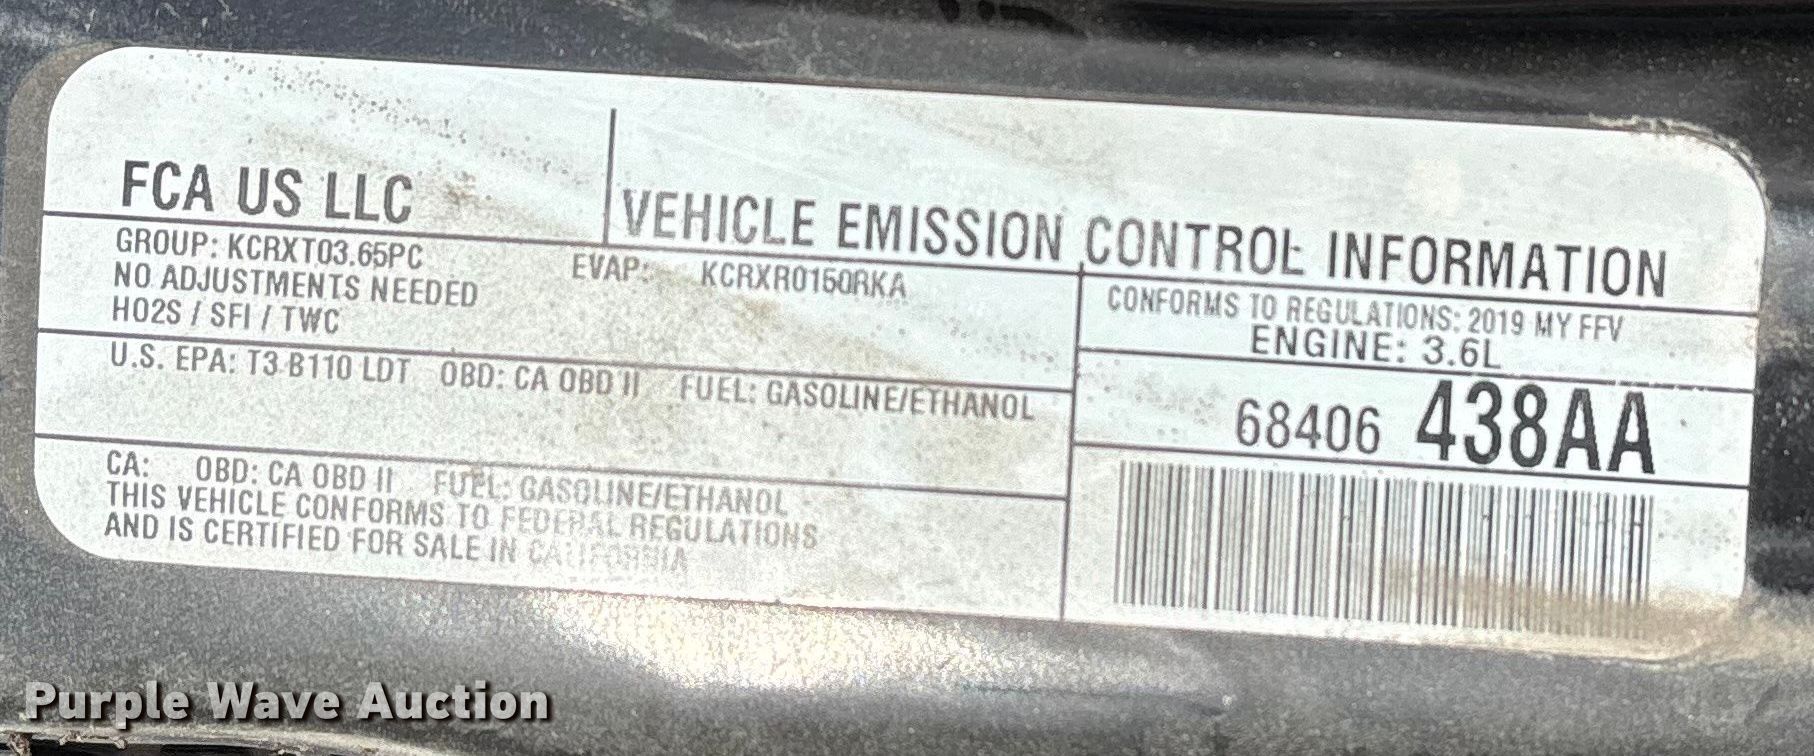 FCA US LLC
VEHICLE EMISSION CONTROL INFORMATION
GROUP: KCRXT03.65PC
EVAP: KCRXR0150RKA
NO ADJUSTMENTS NEEDED
HO2S / SFI / TWC
CONFORMS TO REGULATIONS: 2019 MY FFV
ENGINE: 3.6L
U.S. EPA: T3 B110 LDT OBD: CA OBD II FUEL: GASOLINE/ETHANOL
68406 438AA
CA: OBD: CA OBD II FUEL: GASOLINE/ETHANOL
THIS VEHICLE CONFORMS TO FEDERAL REGULATIONS
AND IS CERTIFIED FOR SALE IN CALIFORNIA
Purple Wave Auction